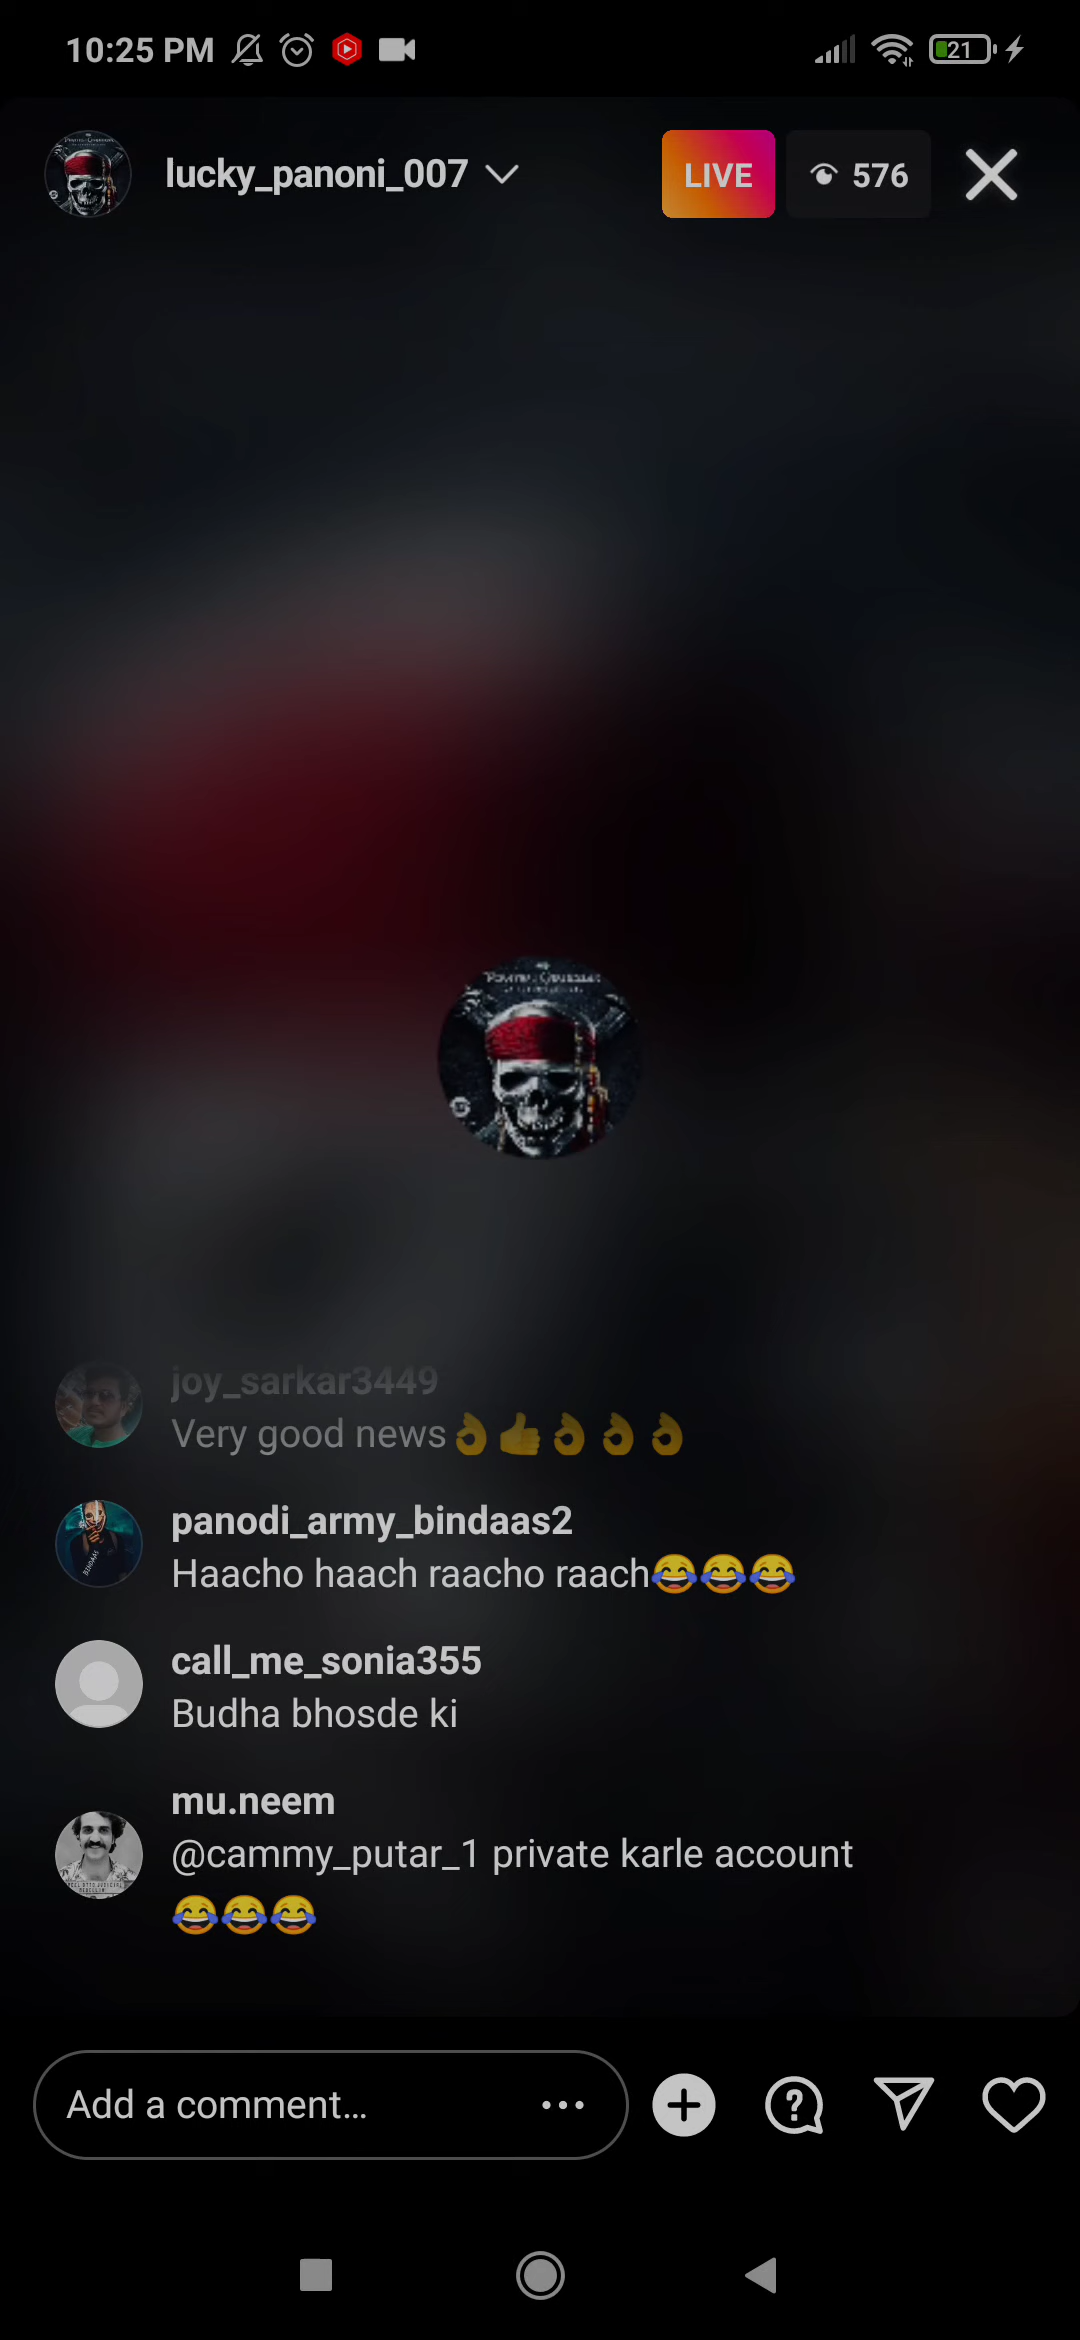 10:25 PM
21
lucky_panoni_007
LIVE
576
joy_sarkar3449
Very good news👌👍👌👌👌
panodi_army_bindaas2
Haacho haach raacho raach😂😂😂
call_me_sonia355
Budha bhosde ki
mu.neem
@cammy_putar_1 private karle account
😂😂😂
Add a comment...